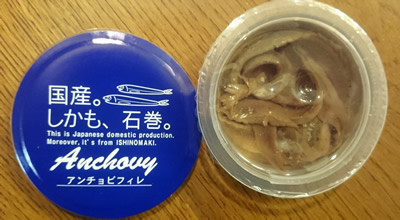 国産。
しかも、石巻。
This is Japanese domestic production.
Moreover, it's from ISHINOMAKI.
Anchovy
アンチョビフィレ